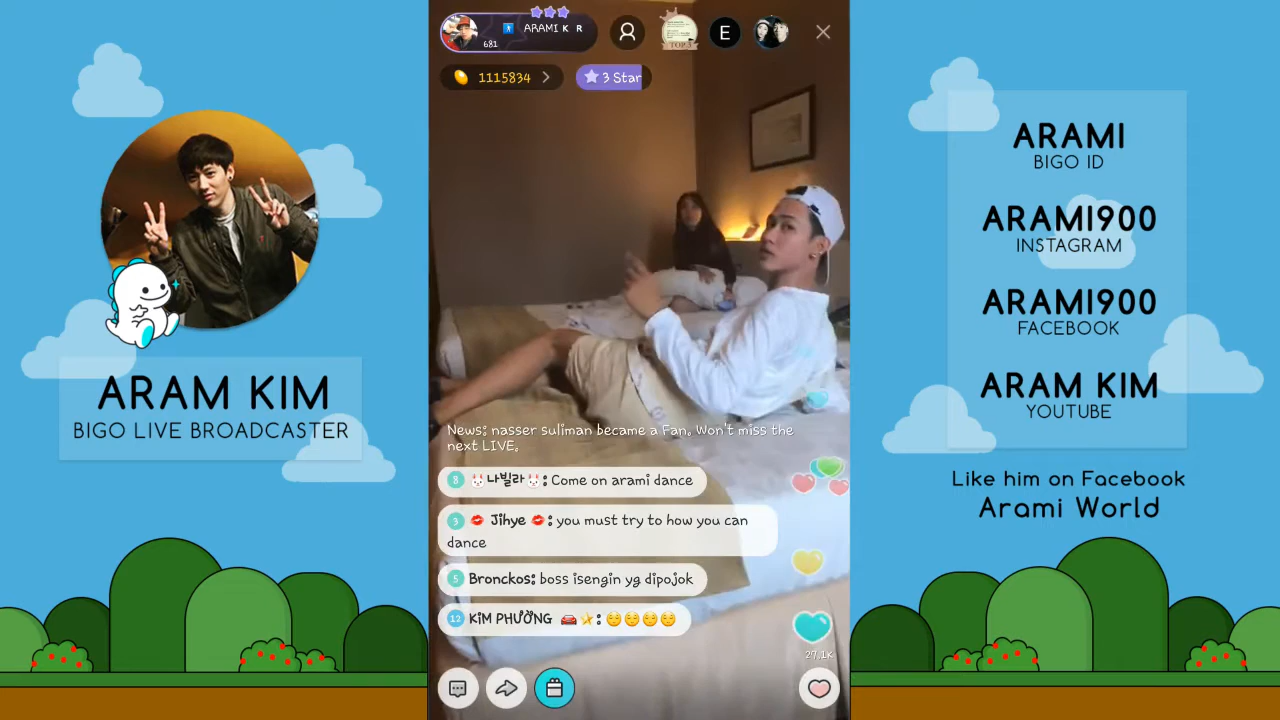 ARAM KIM
BIGO LIVE BROADCASTER
ARAMI K R
681
TOP 3
E
1115834
3 Star
News: nasser suliman became a Fan. Won't miss the
next LIVE.
8 나빌라: Come on arami dance
3 Jihye: you must try to how you can
dance
5 Bronckos: boss isengin yg dipojok
12 KiM PHƯỜNG :
27.1K
ARAMI
BIGO ID
ARAMI900
INSTAGRAM
ARAMI900
FACEBOOK
ARAM KIM
YOUTUBE
Like him on Facebook
Arami World